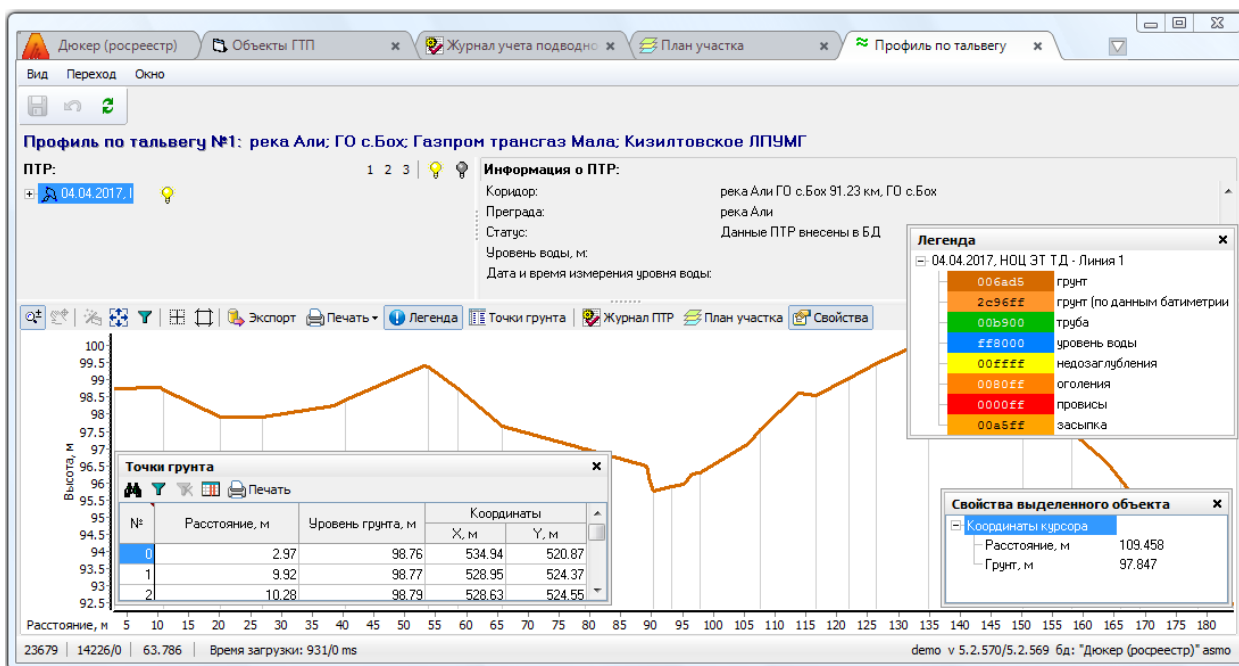 Дюкер (росреестр) Объекты ГТП Журнал учета подводно План участка Профиль по тальвегу
Вид Переход Окно
Профиль по тальвегу №1: река Али; ГО с.Бох; Газпром трансгаз Мала; Кизилтовское ЛПУМГ
ПТР: 1 2 3
04.04.2017,
Информация о ПТР:
Коридор: река Али ГО с.Бох 91.23 км, ГО с.Бох
Преграда: река Али
Статус: Данные ПТР внесены в БД
Уровень воды, м:
Дата и время измерения уровня воды:
Легенда
04.04.2017, НОЦ ЭТ ТД - Линия 1
006ad5 грунт
2c96ff грунт (по данным батиметрии
00b900 труба
ff8000 уровень воды
00ffff недозаглубления
0080ff оголения
0000ff провисы
00a5ff засыпка
Экспорт Печать Легенда Точки грунта Журнал ПТР План участка Свойства
Высота, м
100
99.5
99
98.5
98
97.5
97
96.5
96
95.5
95
94.5
94
93.5
93
92.5
Точки грунта
Печать
№ Расстояние, м Уровень грунта, м Координаты
X, м Y, м
0 2.97 98.76 534.94 520.87
1 9.92 98.77 528.95 524.37
2 10.28 98.79 528.63 524.55
Свойства выделенного объекта
Координаты курсора
Расстояние, м 109.458
Грунт, м 97.847
Расстояние, м 5 10 15 20 25 30 35 40 45 50 55 60 65 70 75 80 85 90 95 100 105 110 115 120 125 130 135 140 145 150 155 160 165 170 175 180
23679 14226/0 63.786 Время загрузки: 931/0 ms demo v 5.2.570/5.2.569 бд: "Дюкер (росреестр)" asmo